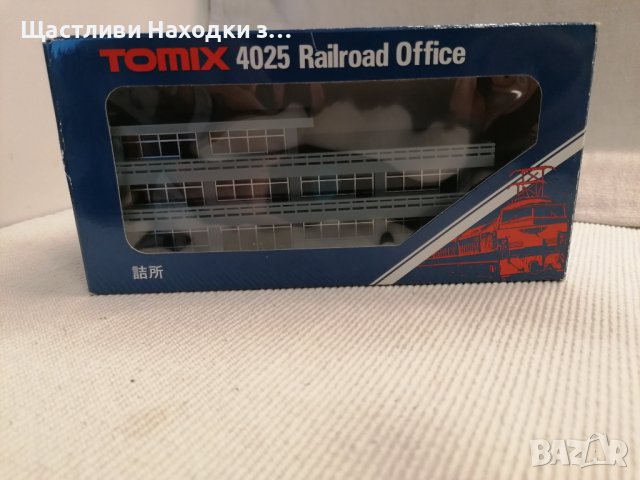 Щастливи Находки з...
TOMIX 4025 Railroad Office
詰所
BAZAR